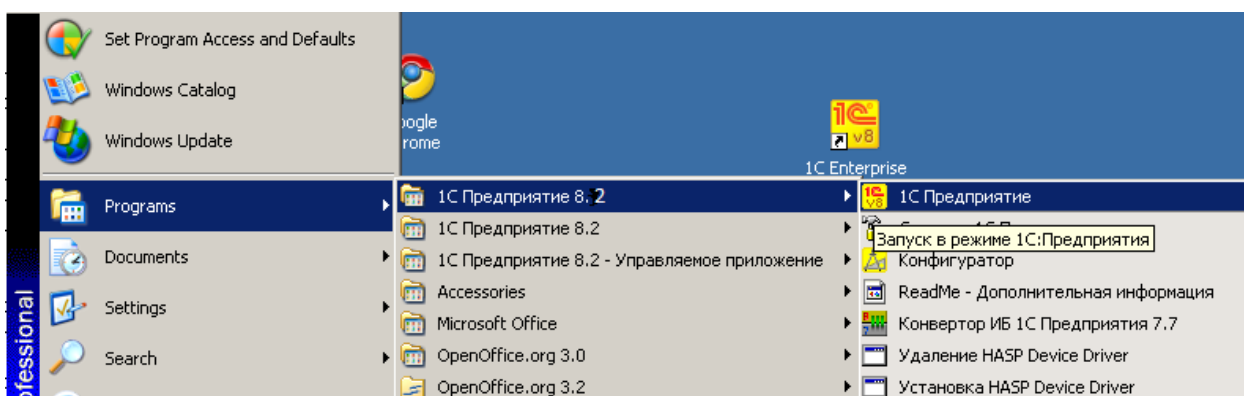 Set Program Access and Defaults
Windows Catalog
Windows Update
Programs
Documents
Settings
Search
ofessional
oogle
rome
1C
v8
1C Enterprise
1С Предприятие 8.2
1С Предприятие 8.2
1С Предприятие 8.2 - Управляемое приложение
Accessories
Microsoft Office
OpenOffice.org 3.0
OpenOffice.org 3.2
1С Предприятие
Запуск в режиме 1С:Предприятия
Конфигуратор
ReadMe - Дополнительная информация
Конвертор ИБ 1С Предприятия 7.7
Удаление HASP Device Driver
Установка HASP Device Driver